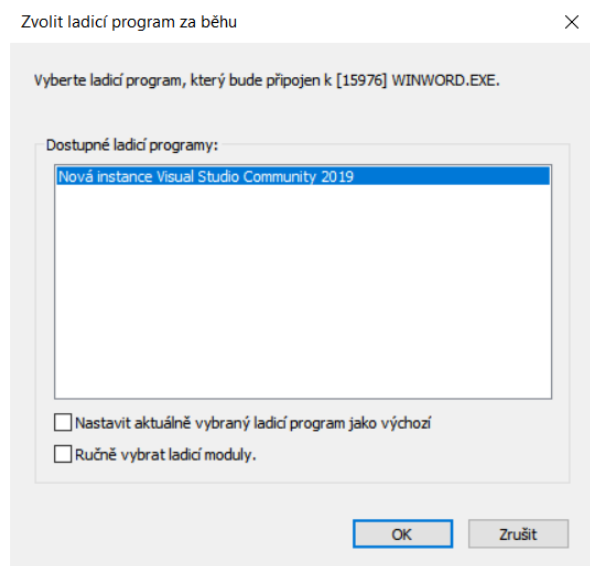 Zvolit ladicí program za běhu
Vyberte ladicí program, který bude připojen k [15976] WINWORD.EXE.
Dostupné ladicí programy:
Nová instance Visual Studio Community 2019
Nastavit aktuálně vybraný ladicí program jako výchozí
Ručně vybrat ladicí moduly.
OK
Zrušit